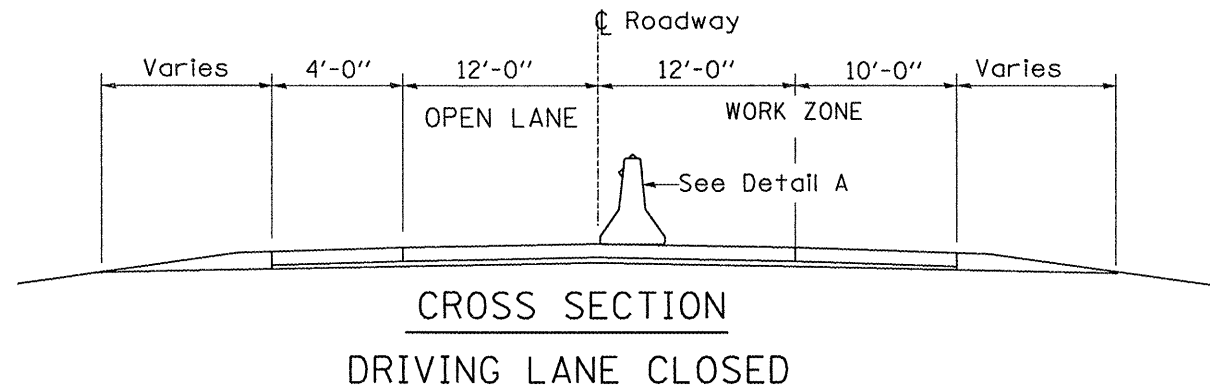 ℄ Roadway
Varies 4'-0" 12'-0" 12'-0" 10'-0" Varies
OPEN LANE WORK ZONE
See Detail A
CROSS SECTION
DRIVING LANE CLOSED